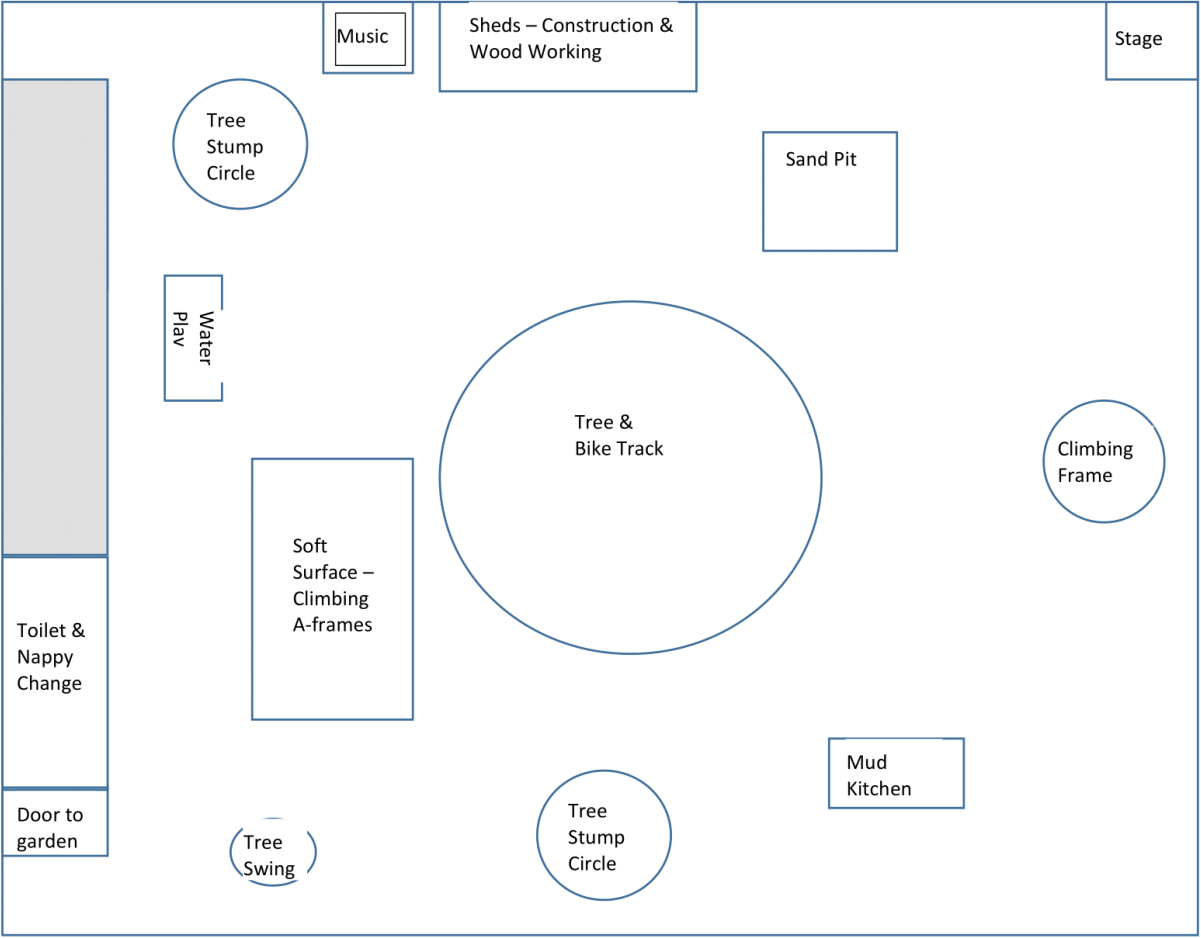 Music
Sheds – Construction &
Wood Working
Stage
Tree
Stump
Circle
Sand Pit
Water
Plav
Tree &
Bike Track
Climbing
Frame
Soft
Surface –
Climbing
A-frames
Toilet &
Nappy
Change
Mud
Kitchen
Door to
garden
Tree
Swing
Tree
Stump
Circle